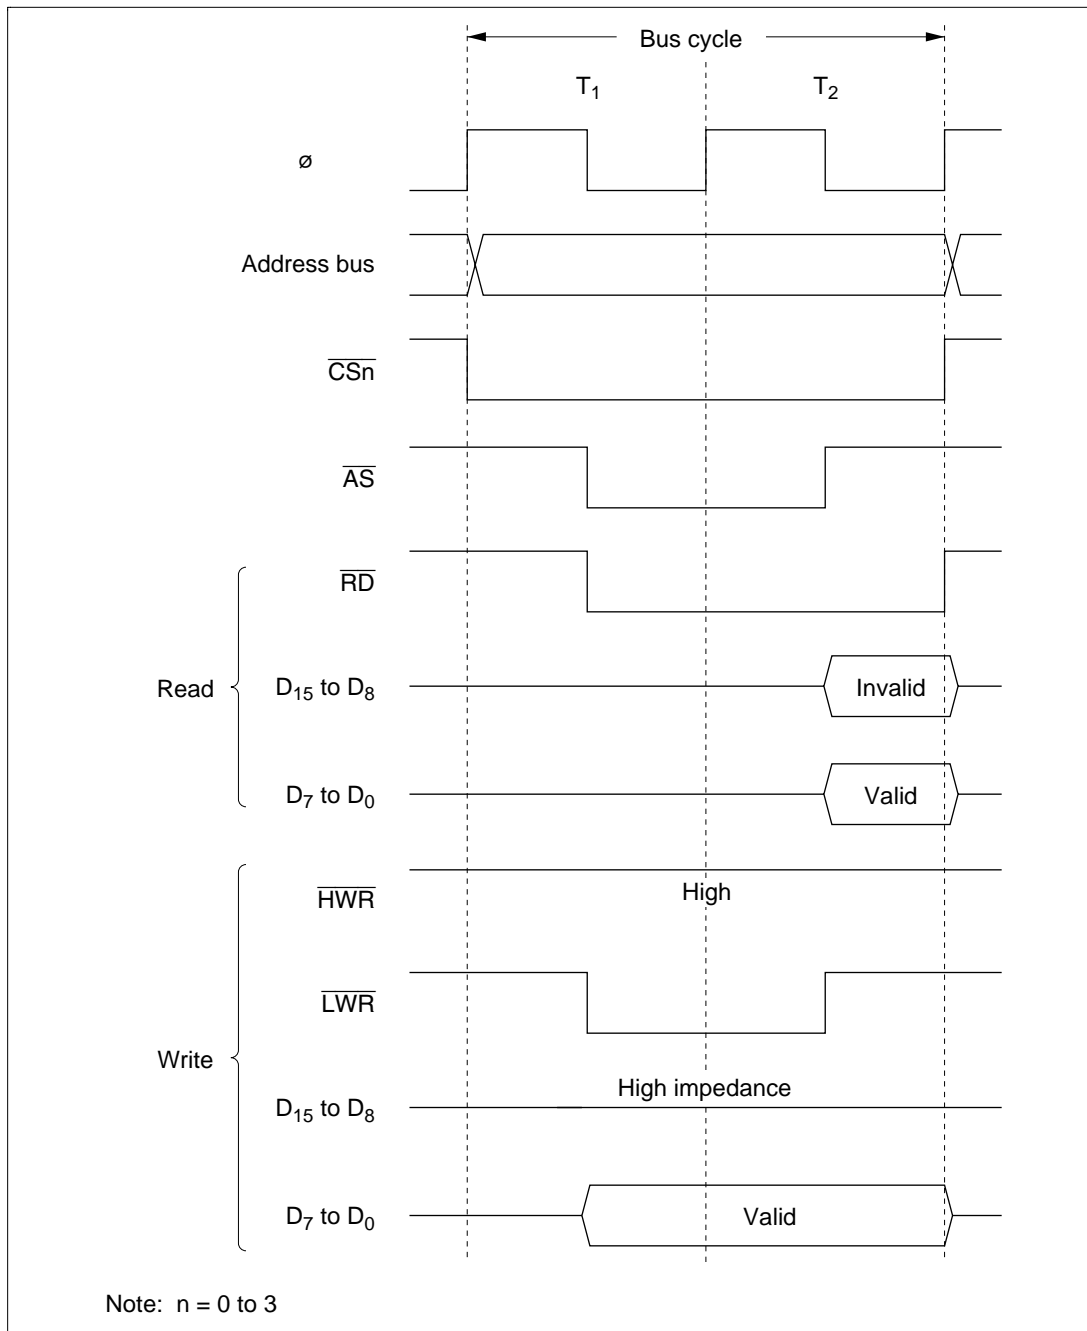 Bus cycle
T1 T2
ø
Address bus
CSn
AS
RD
Read
D15 to D8 Invalid
D7 to D0 Valid
HWR
High
LWR
Write
High impedance
D15 to D8
D7 to D0 Valid
Note: n = 0 to 3